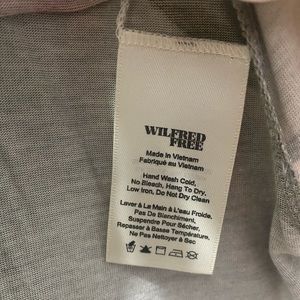 WILFRED
FREE
Made in Vietnam
Fabriqué au Vietnam
Hand Wash Cold,
No Bleach, Hang To Dry,
Low Iron, Do Not Dry Clean
Laver à La Main à L'eau Froide,
Pas De Blanchiment,
Suspendre Pour Sécher,
Repasser à Basse Température,
Ne Pas Nettoyer à Sec